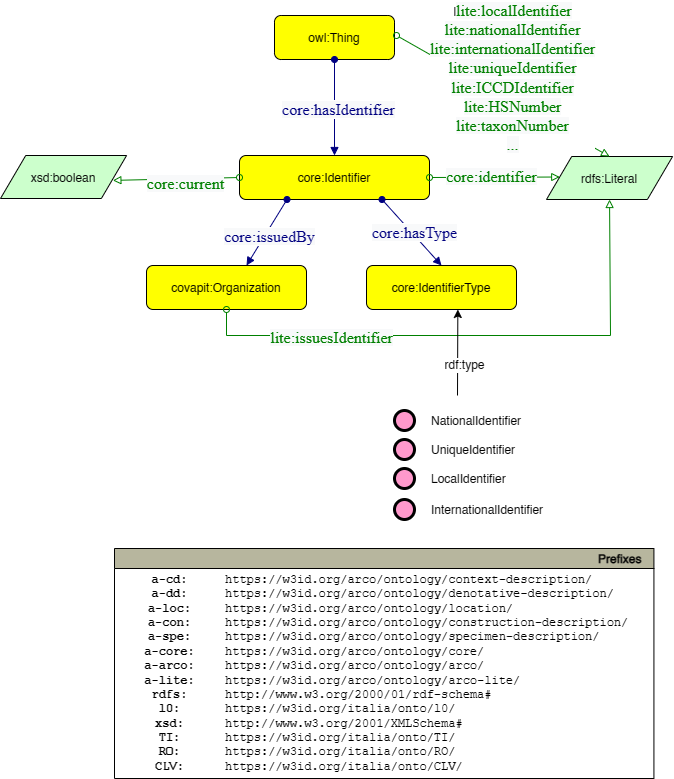 lite:localIdentifier
owl:Thing
lite:nationalIdentifier
lite:internationalIdentifier
lite:uniqueIdentifier
lite:ICCDIdentifier
lite:HSNumber
lite:taxonNumber
...
core:hasIdentifier
xsd:boolean
core:current
core:Identifier
core:identifier
rdfs:Literal
core:issuedBy
core:hasType
covapit:Organization
core:IdentifierType
lite:issuesIdentifier
rdf:type
NationalIdentifier
UniqueIdentifier
LocalIdentifier
InternationalIdentifier
Prefixes
a-cd: https://w3id.org/arco/ontology/context-description/
a-dd: https://w3id.org/arco/ontology/denotative-description/
a-loc: https://w3id.org/arco/ontology/location/
a-con: https://w3id.org/arco/ontology/construction-description/
a-spe: https://w3id.org/arco/ontology/specimen-description/
a-core: https://w3id.org/arco/ontology/core/
a-arco: https://w3id.org/arco/ontology/arco/
a-lite: https://w3id.org/arco/ontology/arco-lite/
rdfs: http://www.w3.org/2000/01/rdf-schema#
l0: https://w3id.org/italia/onto/l0/
xsd: http://www.w3.org/2001/XMLSchema#
TI: https://w3id.org/italia/onto/TI/
RO: https://w3id.org/italia/onto/RO/
CLV: https://w3id.org/italia/onto/CLV/